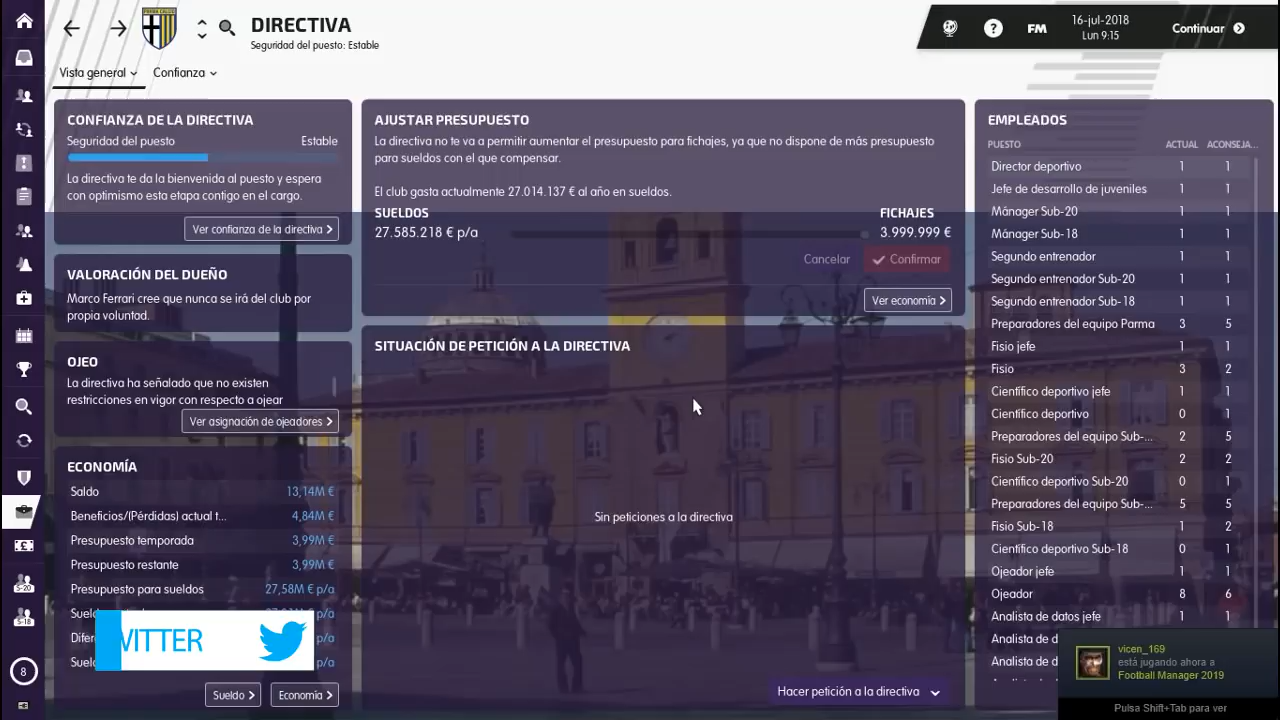 DIRECTIVA
Seguridad del puesto: Estable
FM
16-jul-2018
Lun 9:15
Continuar
Vista general
Confianza
CONFIANZA DE LA DIRECTIVA
Seguridad del puesto Estable
La directiva te da la bienvenida al puesto y espera
con optimismo esta etapa contigo en el cargo.
Ver confianza de la directiva
VALORACIÓN DEL DUEÑO
Marco Ferrari cree que nunca se irá del club por
propia voluntad.
OJEO
La directiva ha señalado que no existen
restricciones en vigor con respecto a ojear
Ver asignación de ojeadores
ECONOMÍA
Saldo 13,14M €
Beneficios/(Pérdidas) actual t... 4,84M €
Presupuesto temporada 3,99M €
Presupuesto restante 3,99M €
Presupuesto para sueldos 27,58M € p/a
p/a
p/a
Sueldo
Economía
AJUSTAR PRESUPUESTO
La directiva no te va a permitir aumentar el presupuesto para fichajes, ya que no dispone de más presupuesto
para sueldos con el que compensar.
El club gasta actualmente 27.014.137 € al año en sueldos.
SUELDOS FICHAJES
27.585.218 € p/a 3.999.999 €
Cancelar
Confirmar
Ver economía
SITUACIÓN DE PETICIÓN A LA DIRECTIVA
Sin peticiones a la directiva
Hacer petición a la directiva
EMPLEADOS
PUESTO ACTUAL ACONSEJA...
Director deportivo 1 1
Jefe de desarrollo de juveniles 1 1
Mánager Sub-20 1 1
Mánager Sub-18 1 1
Segundo entrenador 1 1
Segundo entrenador Sub-20 1 1
Segundo entrenador Sub-18 1 1
Preparadores del equipo Parma 3 5
Fisio jefe 1 1
Fisio 3 2
Científico deportivo jefe 1 1
Científico deportivo 0 1
Preparadores del equipo Sub-... 2 5
Fisio Sub-20 2 2
Científico deportivo Sub-20 0 1
Preparadores del equipo Sub-... 5 5
Fisio Sub-18 1 2
Científico deportivo Sub-18 0 1
Ojeador jefe 1 1
Ojeador 8 6
Analista de datos jefe 1 1
Analista de d
Analista de d
vicen_169
está jugando ahora a
Football Manager 2019
Pulsa Shift+Tab para ver
S-20
S-18
8